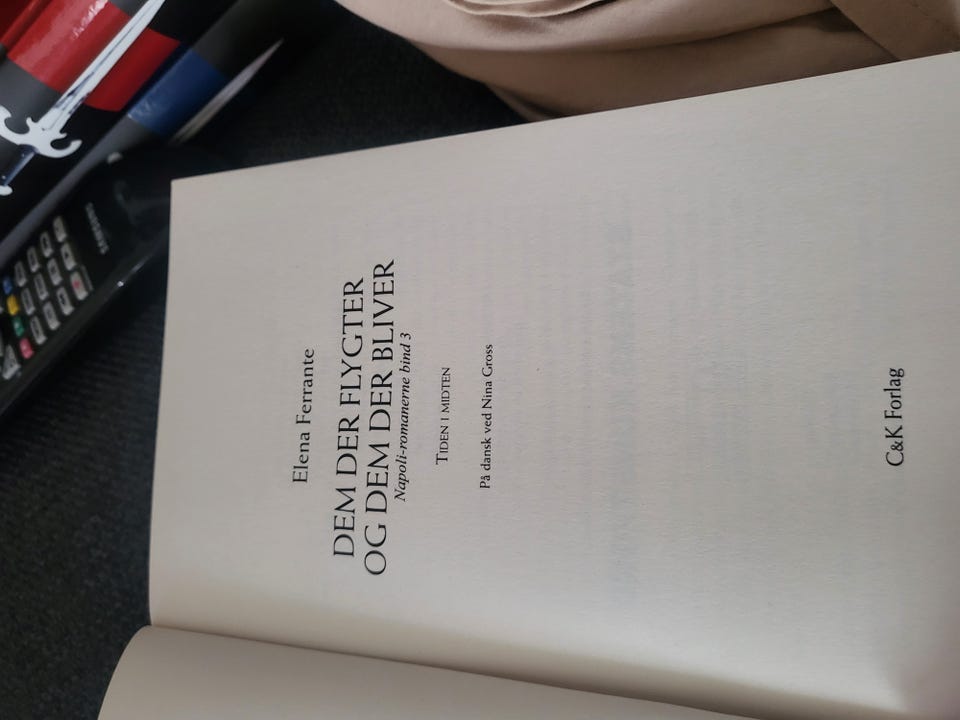 Elena Ferrante
DEM DER FLYGTER
OG DEM DER BLIVER
Napoli-romanerne bind 3
TIDEN I MIDTEN
På dansk ved Nina Gross
C&K Forlag